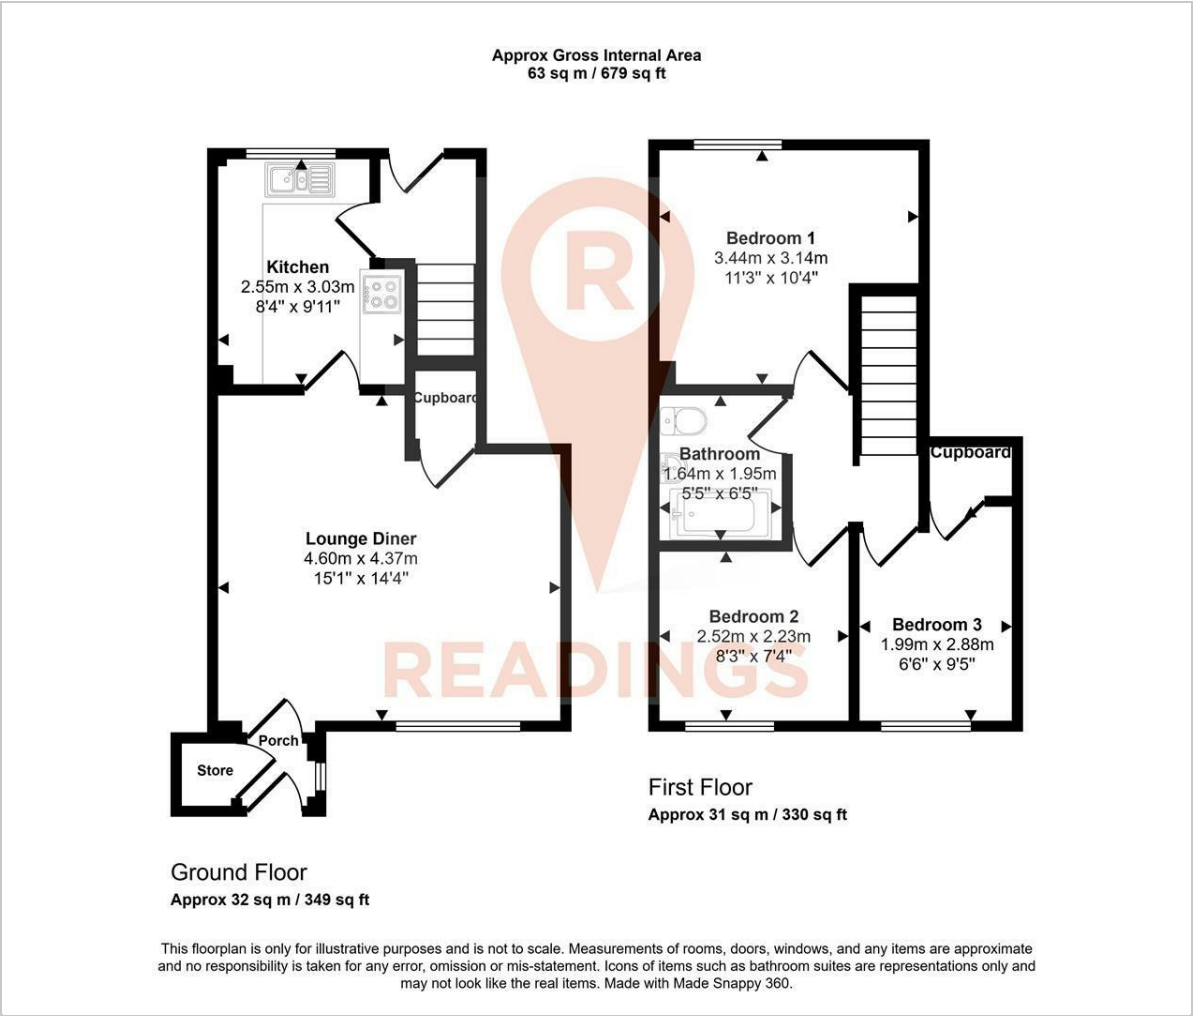 Approx Gross Internal Area
63 sq m / 679 sq ft
Kitchen
2.55m x 3.03m
8'4" x 9'11"
Cupboard
Lounge Diner
4.60m x 4.37m
15'1" x 14'4"
Porch
Store
Ground Floor
Approx 32 sq m / 349 sq ft
Bedroom 1
3.44m x 3.14m
11'3" x 10'4"
Bathroom
1.64m x 1.95m
5'5" x 6'5"
Cupboard
Bedroom 2
2.52m x 2.23m
8'3" x 7'4"
Bedroom 3
1.99m x 2.88m
6'6" x 9'5"
First Floor
Approx 31 sq m / 330 sq ft
R
READINGS
This floorplan is only for illustrative purposes and is not to scale. Measurements of rooms, doors, windows, and any items are approximate
and no responsibility is taken for any error, omission or mis-statement. Icons of items such as bathroom suites are representations only and
may not look like the real items. Made with Made Snappy 360.